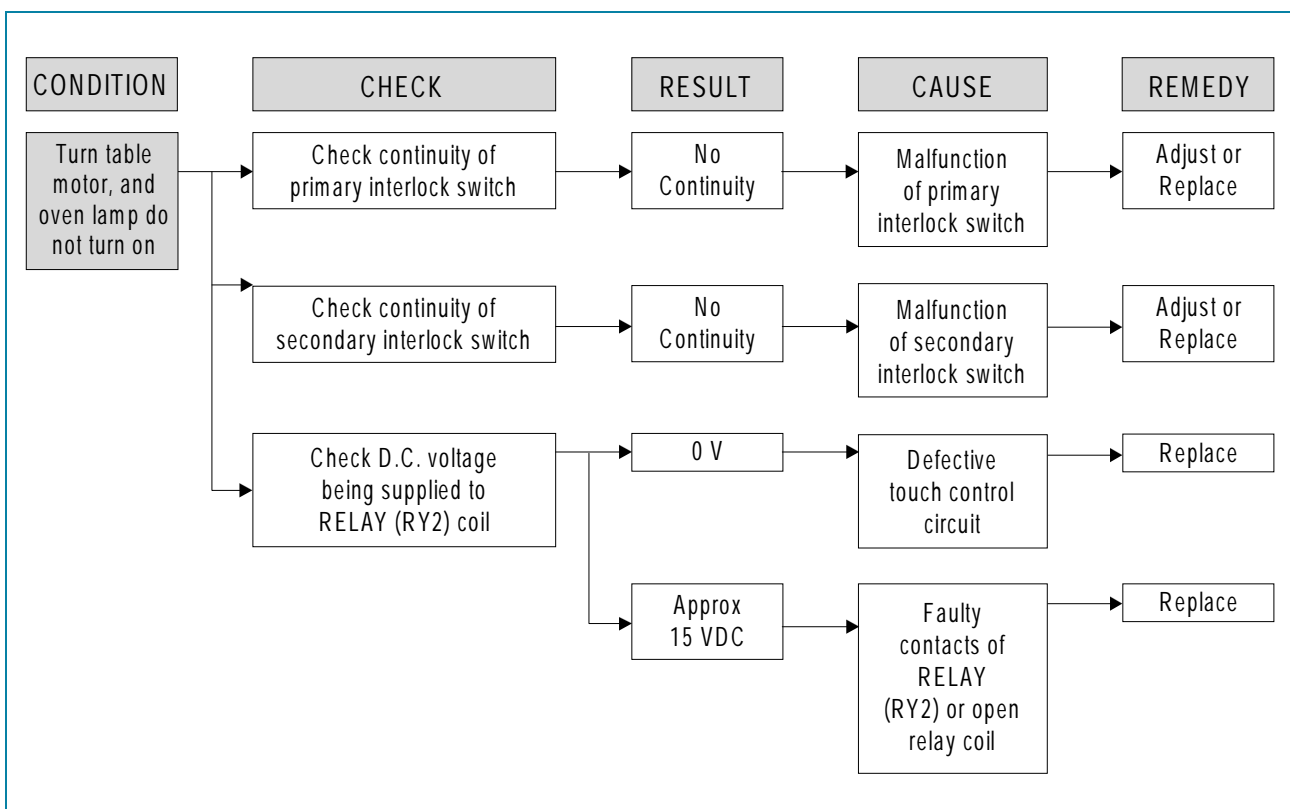 CONDITION
CHECK
RESULT
CAUSE
REMEDY
Turn table
motor, and
oven lamp do
not turn on
Check continuity of
primary interlock switch
No
Continuity
Malfunction
of primary
interlock switch
Adjust or
Replace
Check continuity of
secondary interlock switch
No
Continuity
Malfunction
of secondary
interlock switch
Adjust or
Replace
Check D.C. voltage
being supplied to
RELAY (RY2) coil
0 V
Defective
touch control
circuit
Replace
Approx
15 VDC
Faulty
contacts of
RELAY
(RY2) or open
relay coil
Replace